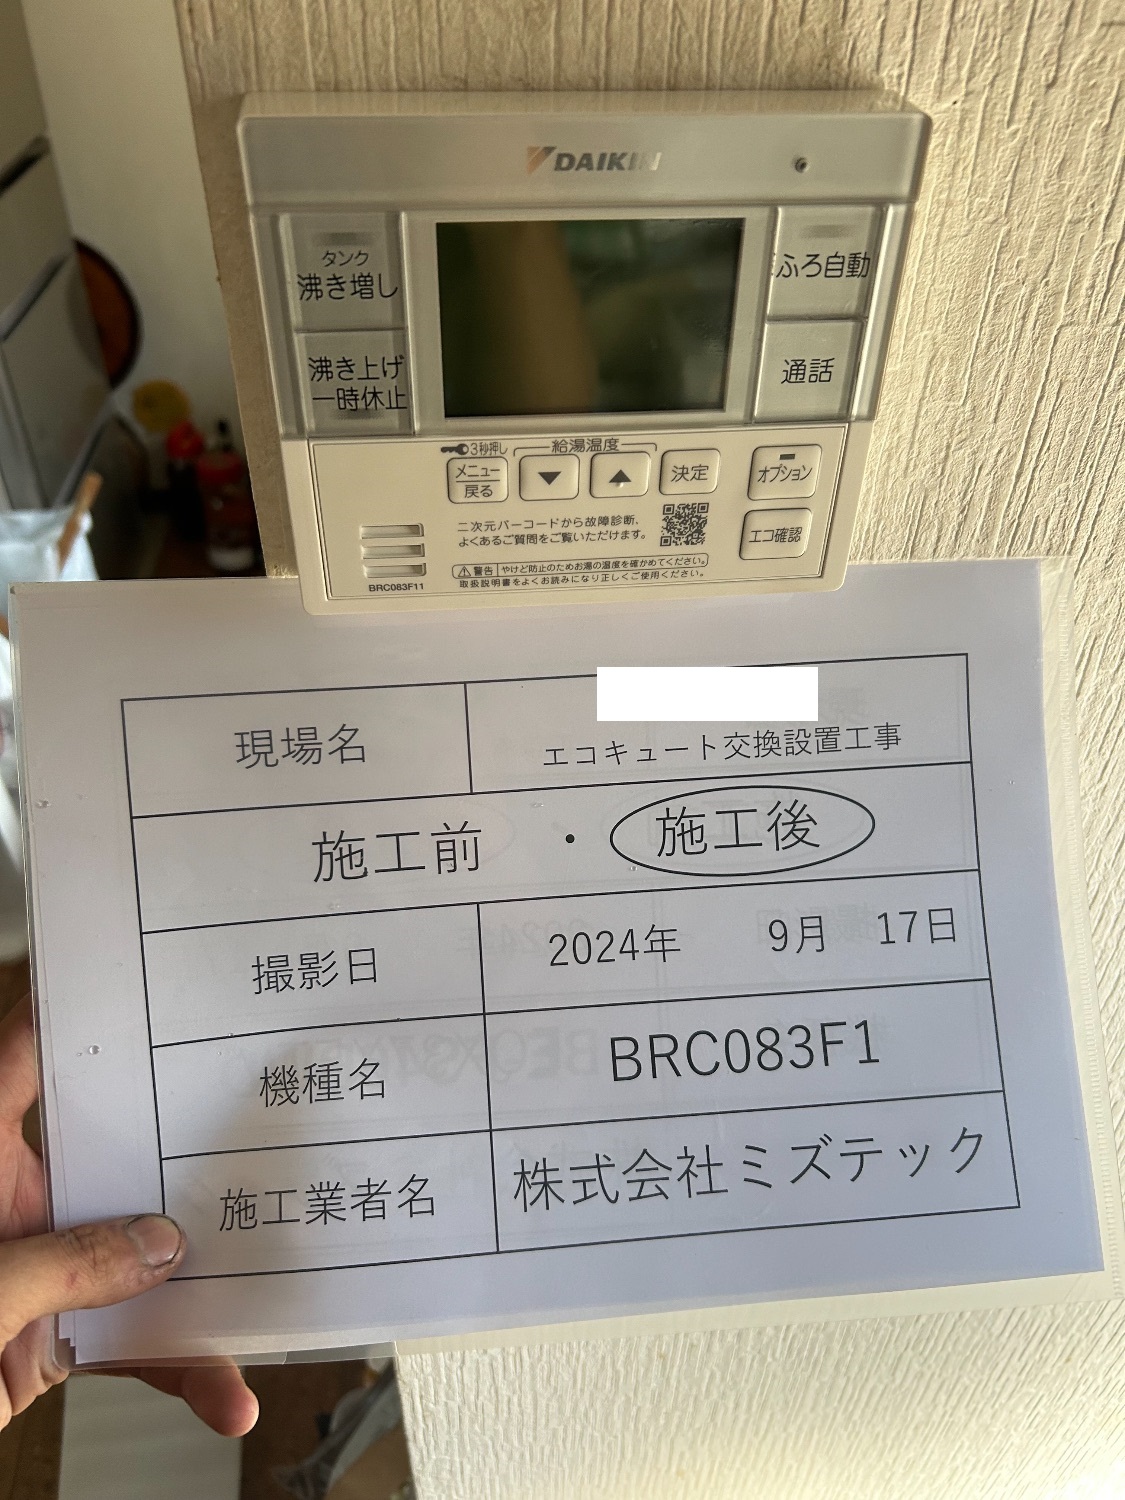 DAIKIN
タンク
沸き増し
沸き上げ
一時休止
ふろ自動
通話
3秒押し
給湯温度
メニュー
戻る
▼
▲
決定
オプション
エコ確認
二次元バーコードから故障診断、
よくあるご質問をご覧いただけます。
警告 やけど防止のためお湯の温度を確かめてください。
取扱説明書をよくお読みになり正しくご使用ください。
BRC083F11
現場名
エコキュート交換設置工事
施工前 ・ 施工後
撮影日 2024年 9月 17日
機種名 BRC083F1
施工業者名 株式会社ミズテック